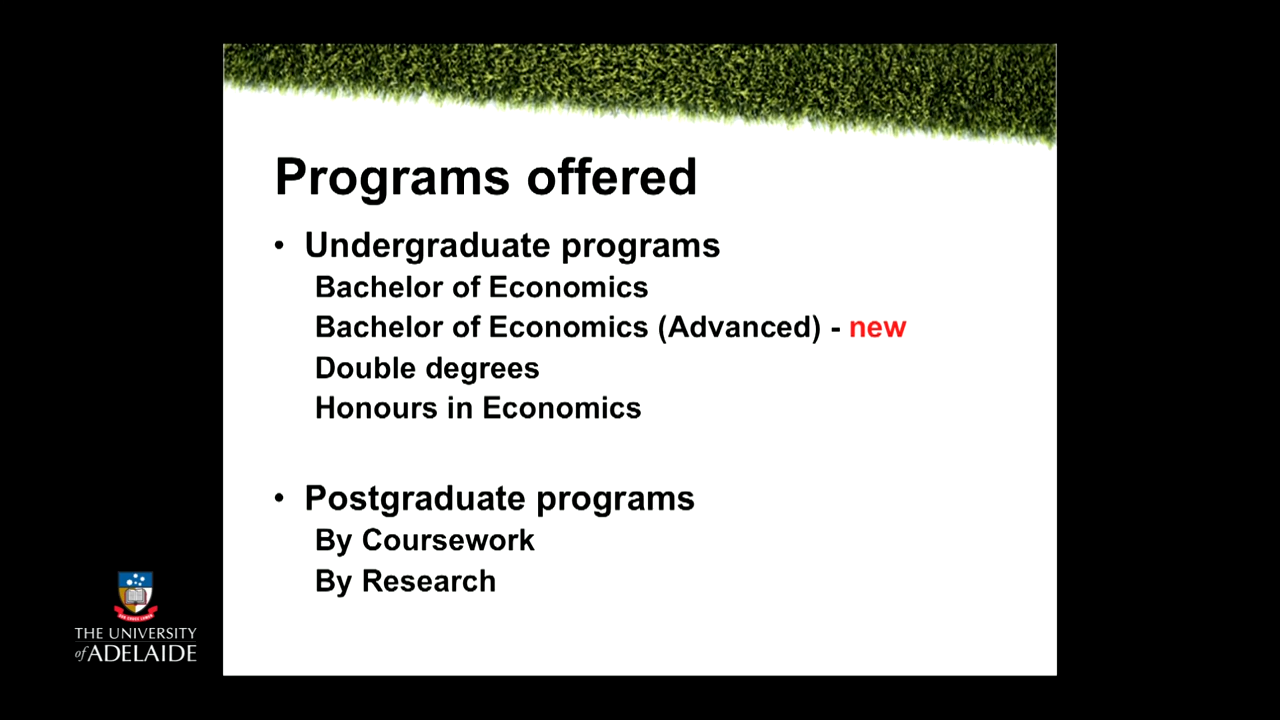 Programs offered
• Undergraduate programs
Bachelor of Economics
Bachelor of Economics (Advanced) - new
Double degrees
Honours in Economics
• Postgraduate programs
By Coursework
By Research
THE UNIVERSITY
of ADELAIDE